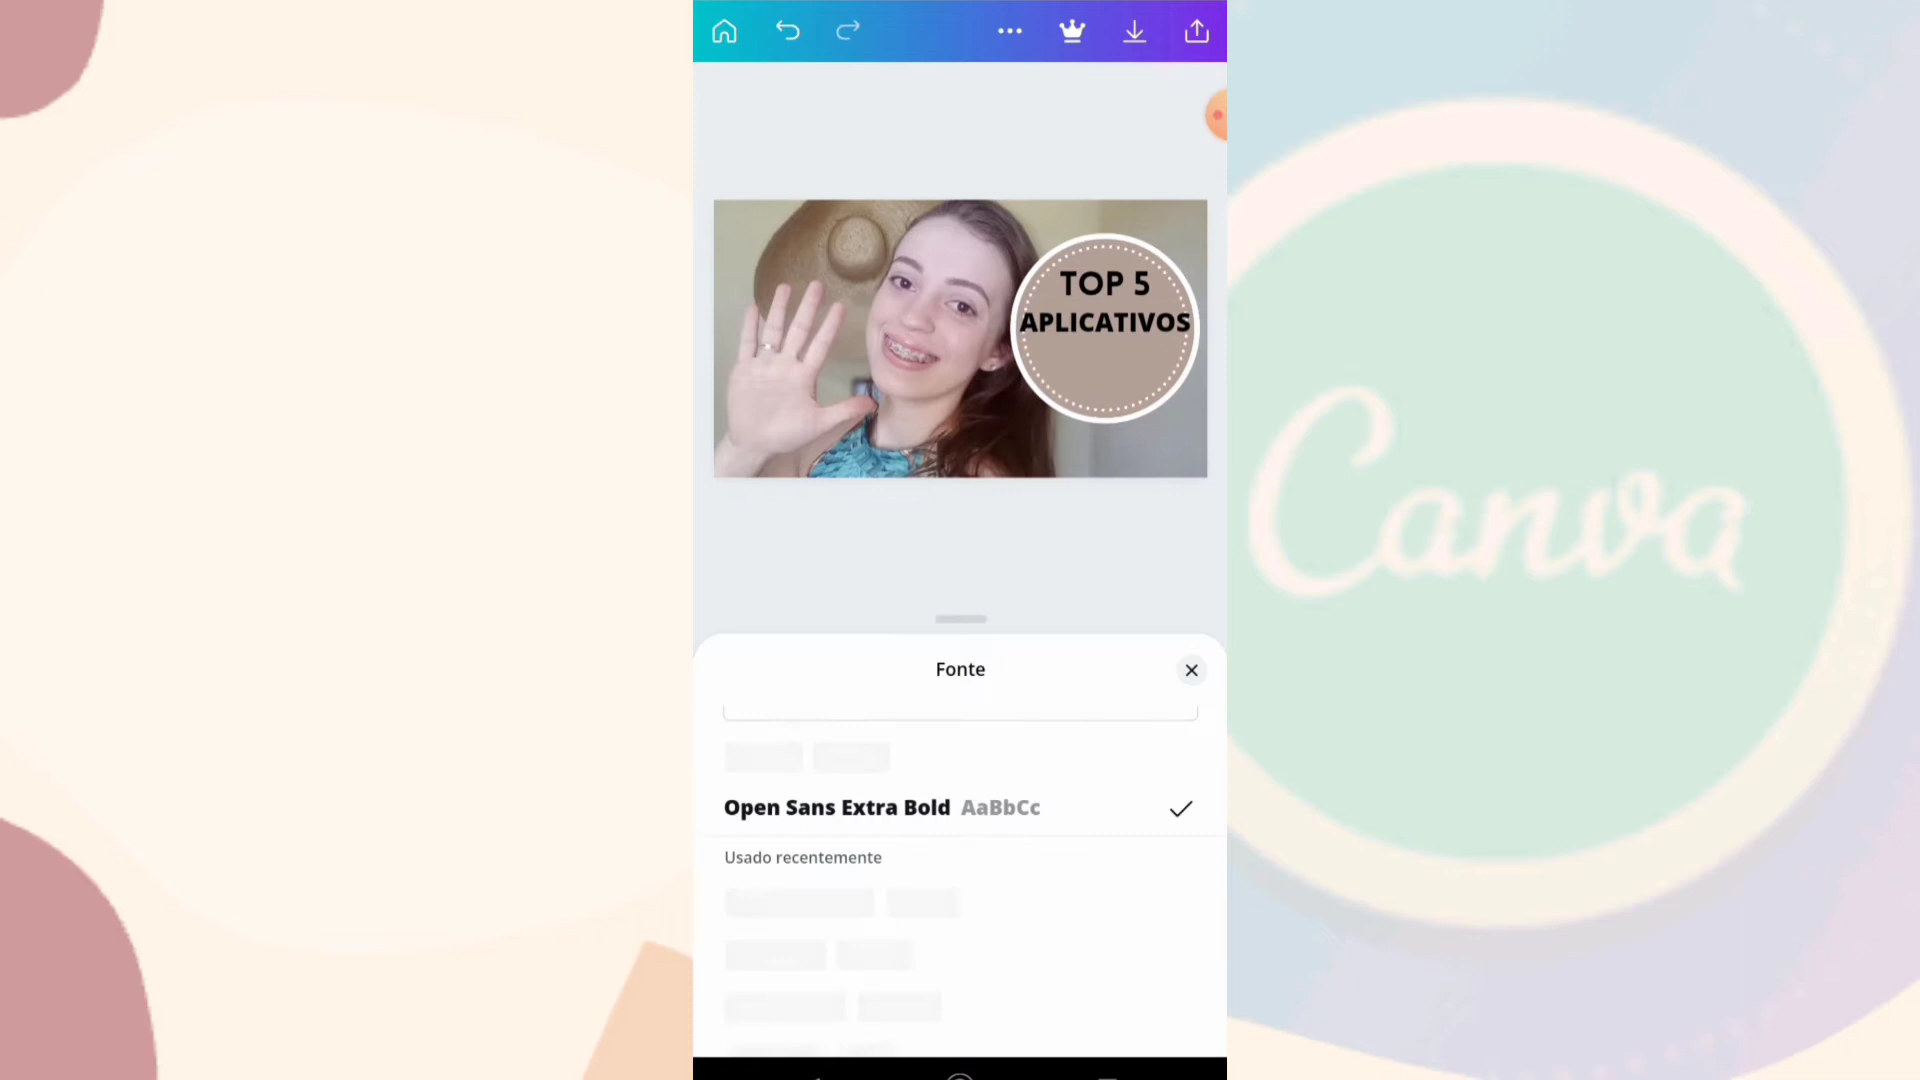 TOP 5
APLICATIVOS
Fonte
Open Sans Extra Bold AaBbCc
Usado recentemente
Canva